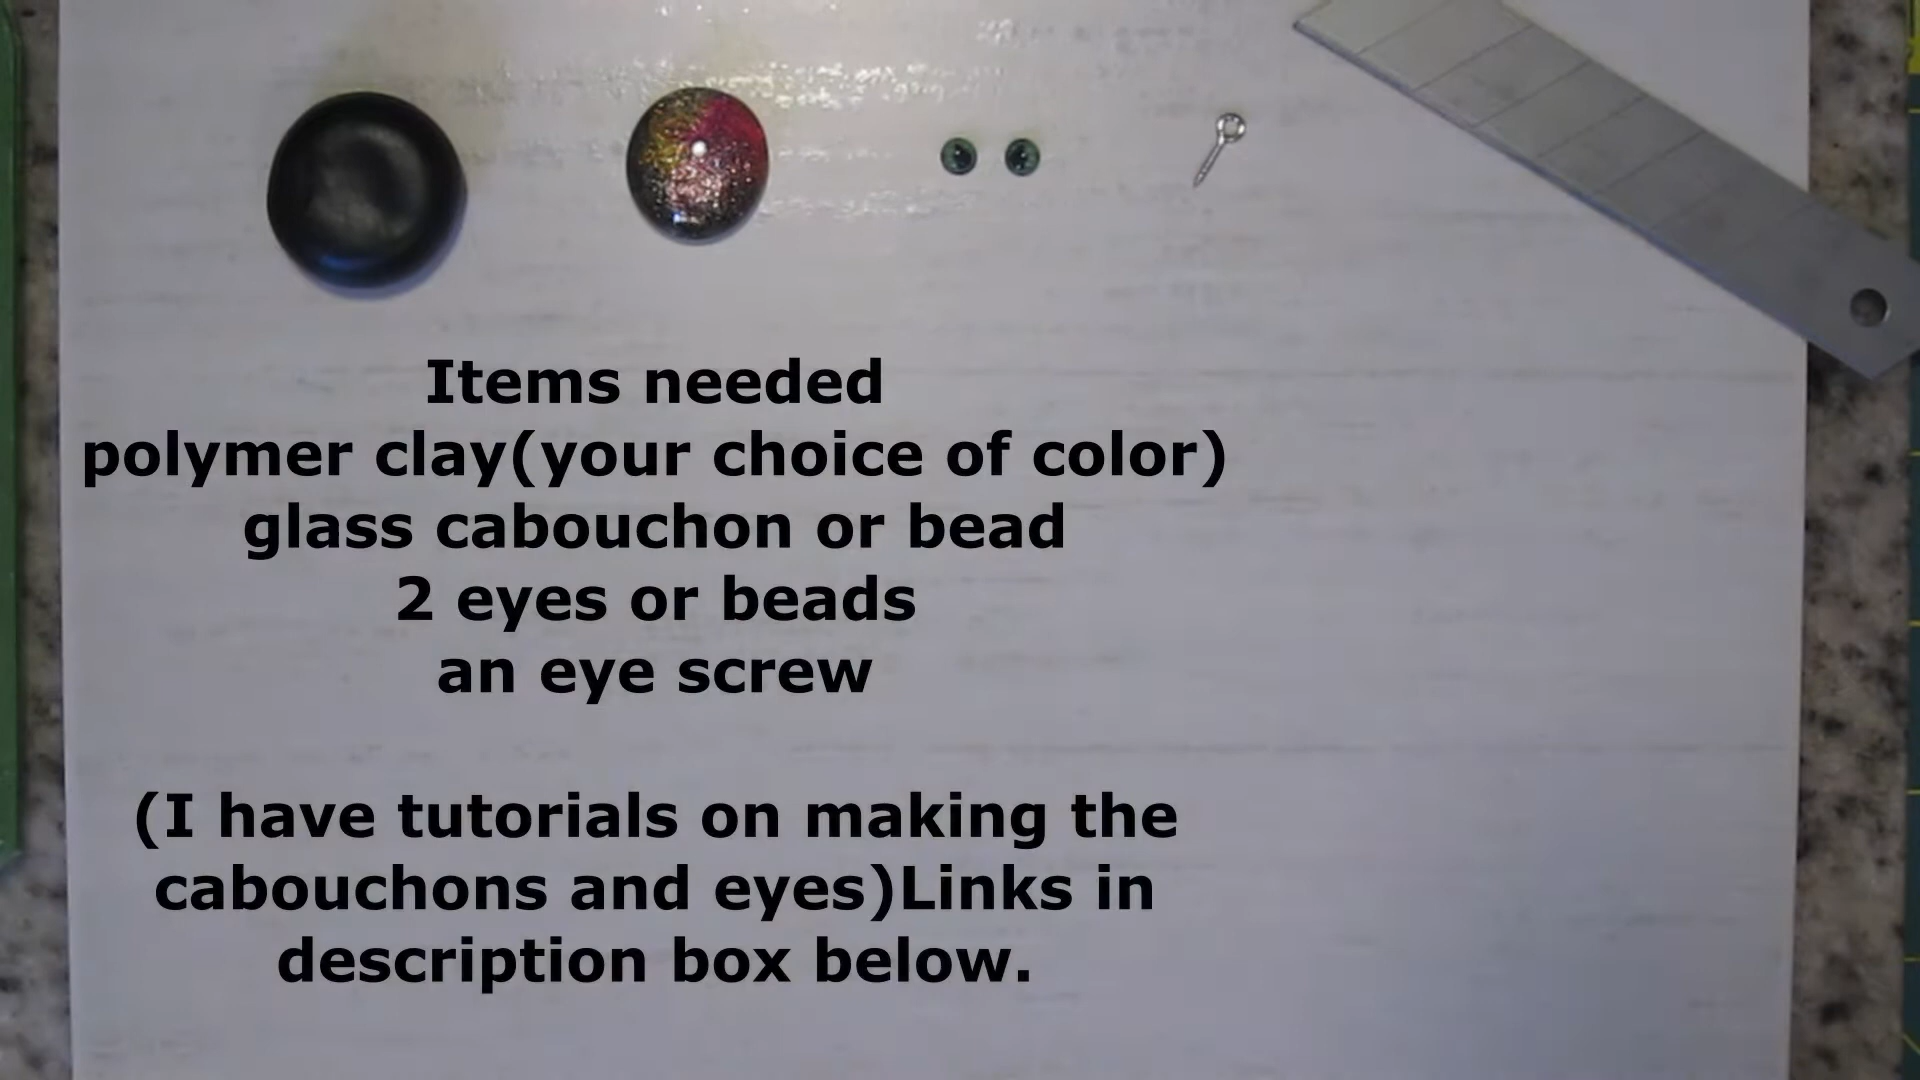 Items needed
polymer clay(your choice of color)
glass cabouchon or bead
2 eyes or beads
an eye screw
(I have tutorials on making the
cabouchons and eyes)Links in
description box below.